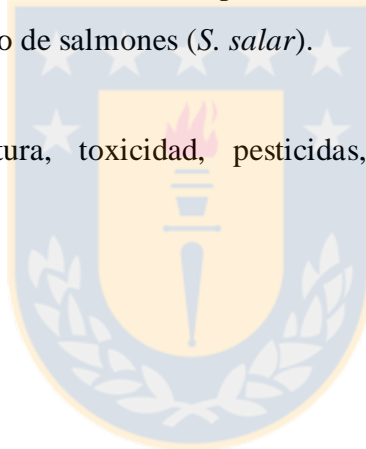 o de salmones (S. salar).
tura, toxicidad, pesticidas,